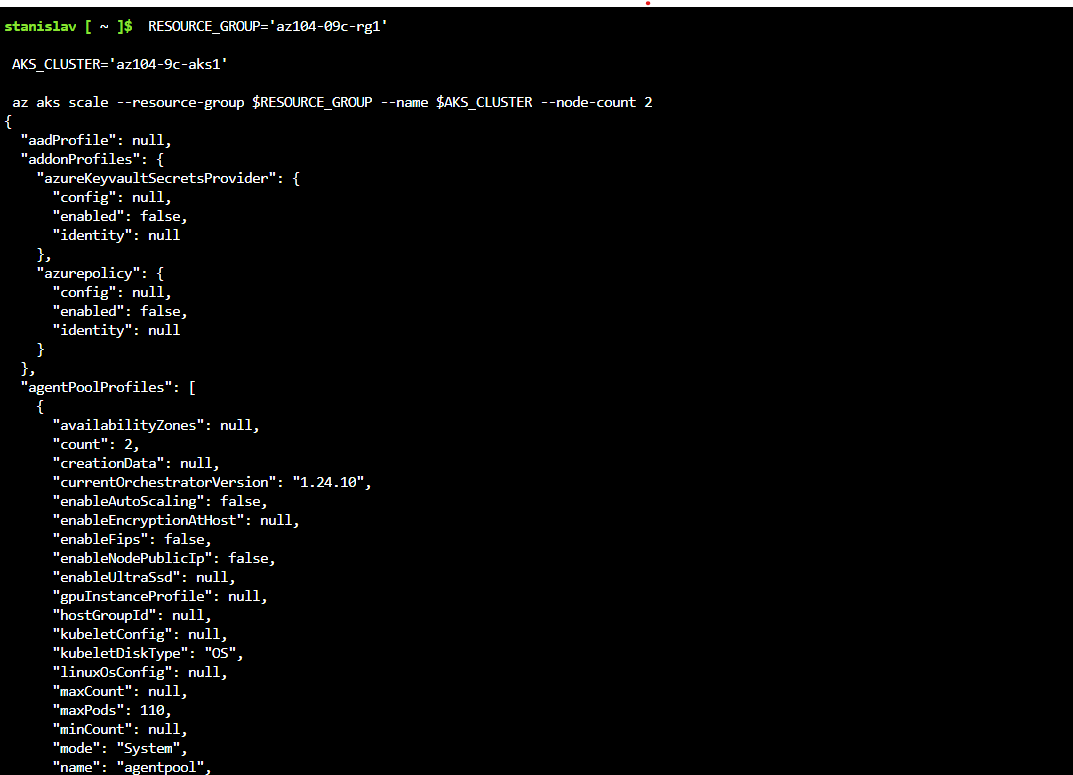 stanislav [ ~ ]$  RESOURCE_GROUP='az104-09c-rg1'
AKS_CLUSTER='az104-9c-aks1'
az aks scale --resource-group $RESOURCE_GROUP --name $AKS_CLUSTER --node-count 2
{
  "aadProfile": null,
  "addonProfiles": {
    "azureKeyvaultSecretsProvider": {
      "config": null,
      "enabled": false,
      "identity": null
    },
    "azurepolicy": {
      "config": null,
      "enabled": false,
      "identity": null
    }
  },
  "agentPoolProfiles": [
    {
      "availabilityZones": null,
      "count": 2,
      "creationData": null,
      "currentOrchestratorVersion": "1.24.10",
      "enableAutoScaling": false,
      "enableEncryptionAtHost": null,
      "enableFips": false,
      "enableNodePublicIp": false,
      "enableUltraSsd": null,
      "gpuInstanceProfile": null,
      "hostGroupId": null,
      "kubeletConfig": null,
      "kubeletDiskType": "OS",
      "linuxOsConfig": null,
      "maxCount": null,
      "maxPods": 110,
      "minCount": null,
      "mode": "System",
      "name": "agentpool",